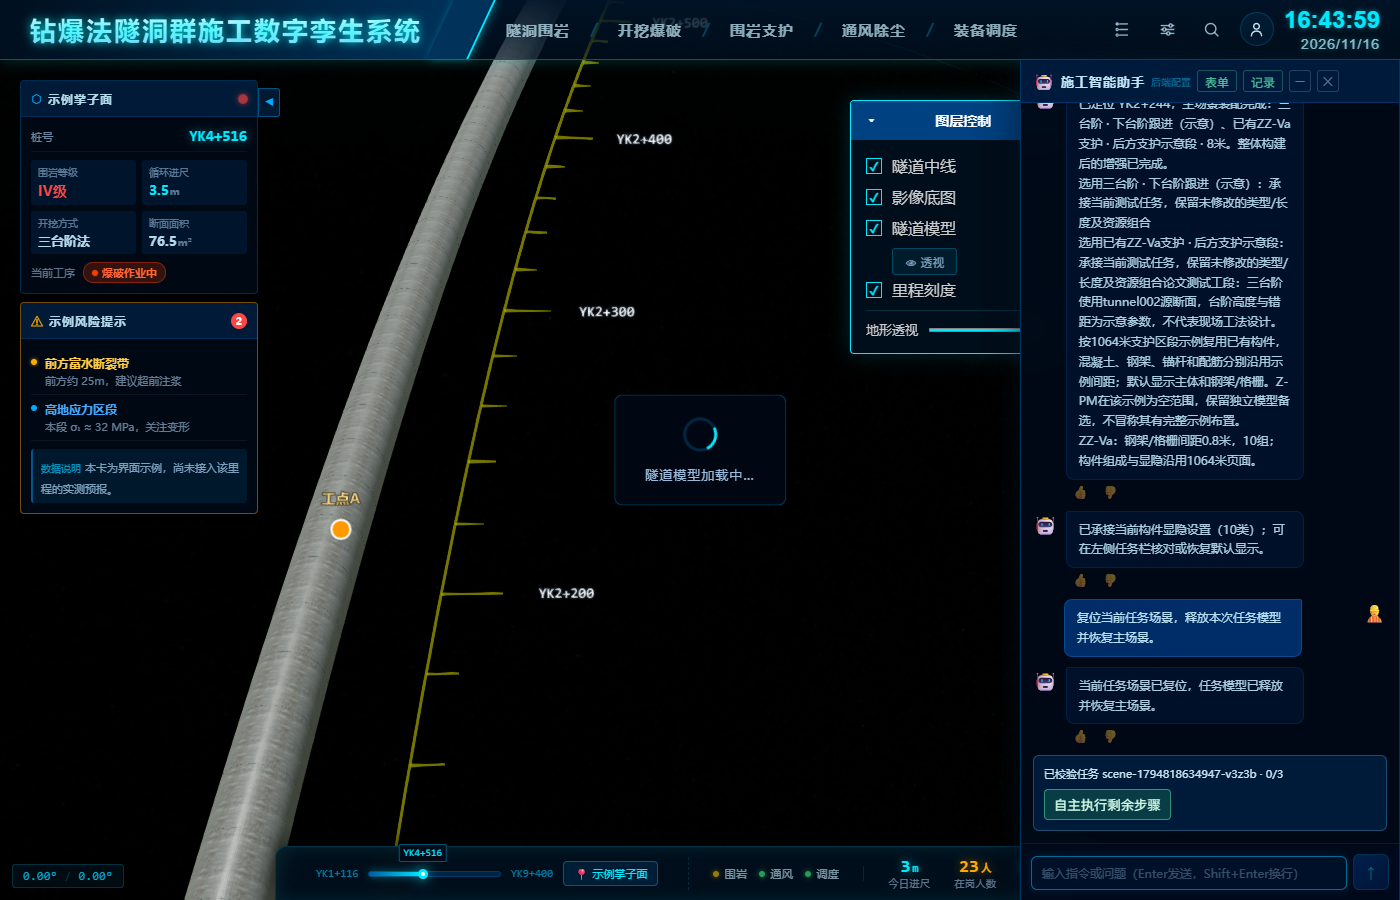 钻爆法隧洞群施工数字孪生系统
隧洞围岩 / 开挖爆破 / 围岩支护 / 通风除尘 / 装备调度
YK2+500
16:43:59
2026/11/16
示例掌子面
桩号 YK4+516
围岩等级 循环进尺
IV级 3.5m
开挖方式 断面面积
三台阶法 76.5m²
当前工序 爆破作业中
示例风险提示 2
前方富水断裂带
前方约 25m，建议超前注浆
高地应力区段
本段 σ₁ ≈ 32 MPa，关注变形
数据说明 本卡为界面示例，尚未接入该里
程的实测预报。
YK2+400
YK2+300
YK2+200
工点A
隧道模型加载中...
图层控制
隧道中线
影像底图
隧道模型
透视
里程刻度
地形透视
施工智能助手 后端配置 表单 记录
已定位 YK2+244，主场景装配完成：三
台阶 · 下台阶跟进（示意）、已有ZZ-Va
支护 · 后方支护示意段 · 8米。整体构建
后的增强已完成。
选用三台阶 · 下台阶跟进（示意）：承
接当前测试任务，保留未修改的类型/长
度及资源组合
选用已有ZZ-Va支护 · 后方支护示意段：
承接当前测试任务，保留未修改的类型/
长度及资源组合论文测试工段：三台阶
使用tunnel002源断面，台阶高度与错
距为示意参数，不代表现场工法设计。
按1064米支护区段示例复用已有构件，
混凝土、钢架、锚杆和配筋分别沿用示
例间距；默认显示主体和钢架/格栅。Z-
PM在该示例为空范围，保留独立模型备
选，不冒称其有完整示例布置。
ZZ-Va：钢架/格栅间距0.8米，10组；
构件组成与显隐沿用1064米页面。
已承接当前构件显隐设置（10类）；可
在左侧任务栏核对或恢复默认显示。
复位当前任务场景，释放本次任务模型
并恢复主场景。
当前任务场景已复位，任务模型已释放
并恢复主场景。
已校验任务 scene-1794818634947-v3z3b · 0/3
自主执行剩余步骤
输入指令或问题（Enter发送，Shift+Enter换行）
0.00° / 0.00°
YK4+516
YK1+116 YK9+400
示例掌子面
围岩 通风 调度
3m 23人
今日进尺 在岗人数